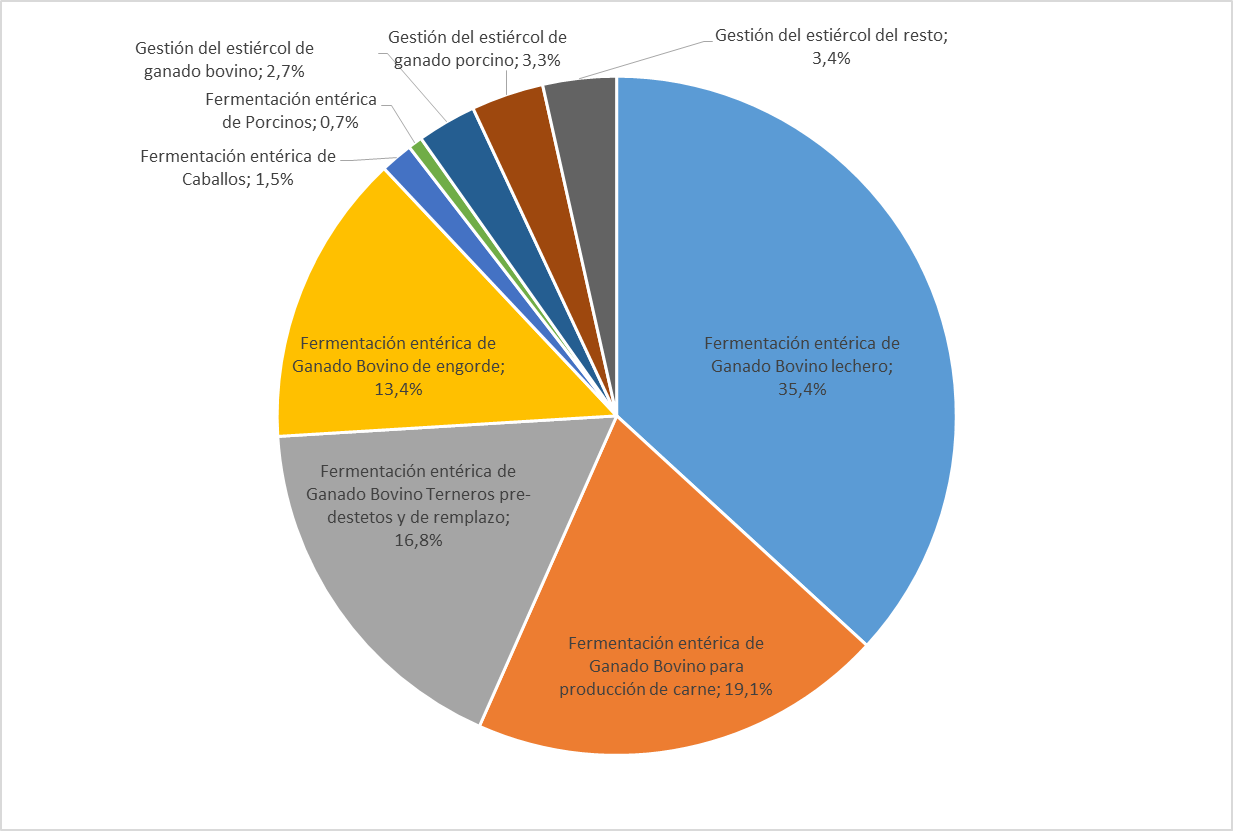 Gestión del estiércol de
ganado porcino; 3,3%
Gestión del estiércol del resto;
3,4%
Gestión del estiércol de
ganado bovino; 2,7%
Fermentación entérica
de Porcinos; 0,7%
Fermentación entérica de
Caballos; 1,5%
Fermentación entérica de
Ganado Bovino de engorde;
13,4%
Fermentación entérica de
Ganado Bovino lechero;
35,4%
Fermentación entérica de
Ganado Bovino Terneros pre-
destetos y de remplazo;
16,8%
Fermentación entérica de
Ganado Bovino para
producción de carne; 19,1%